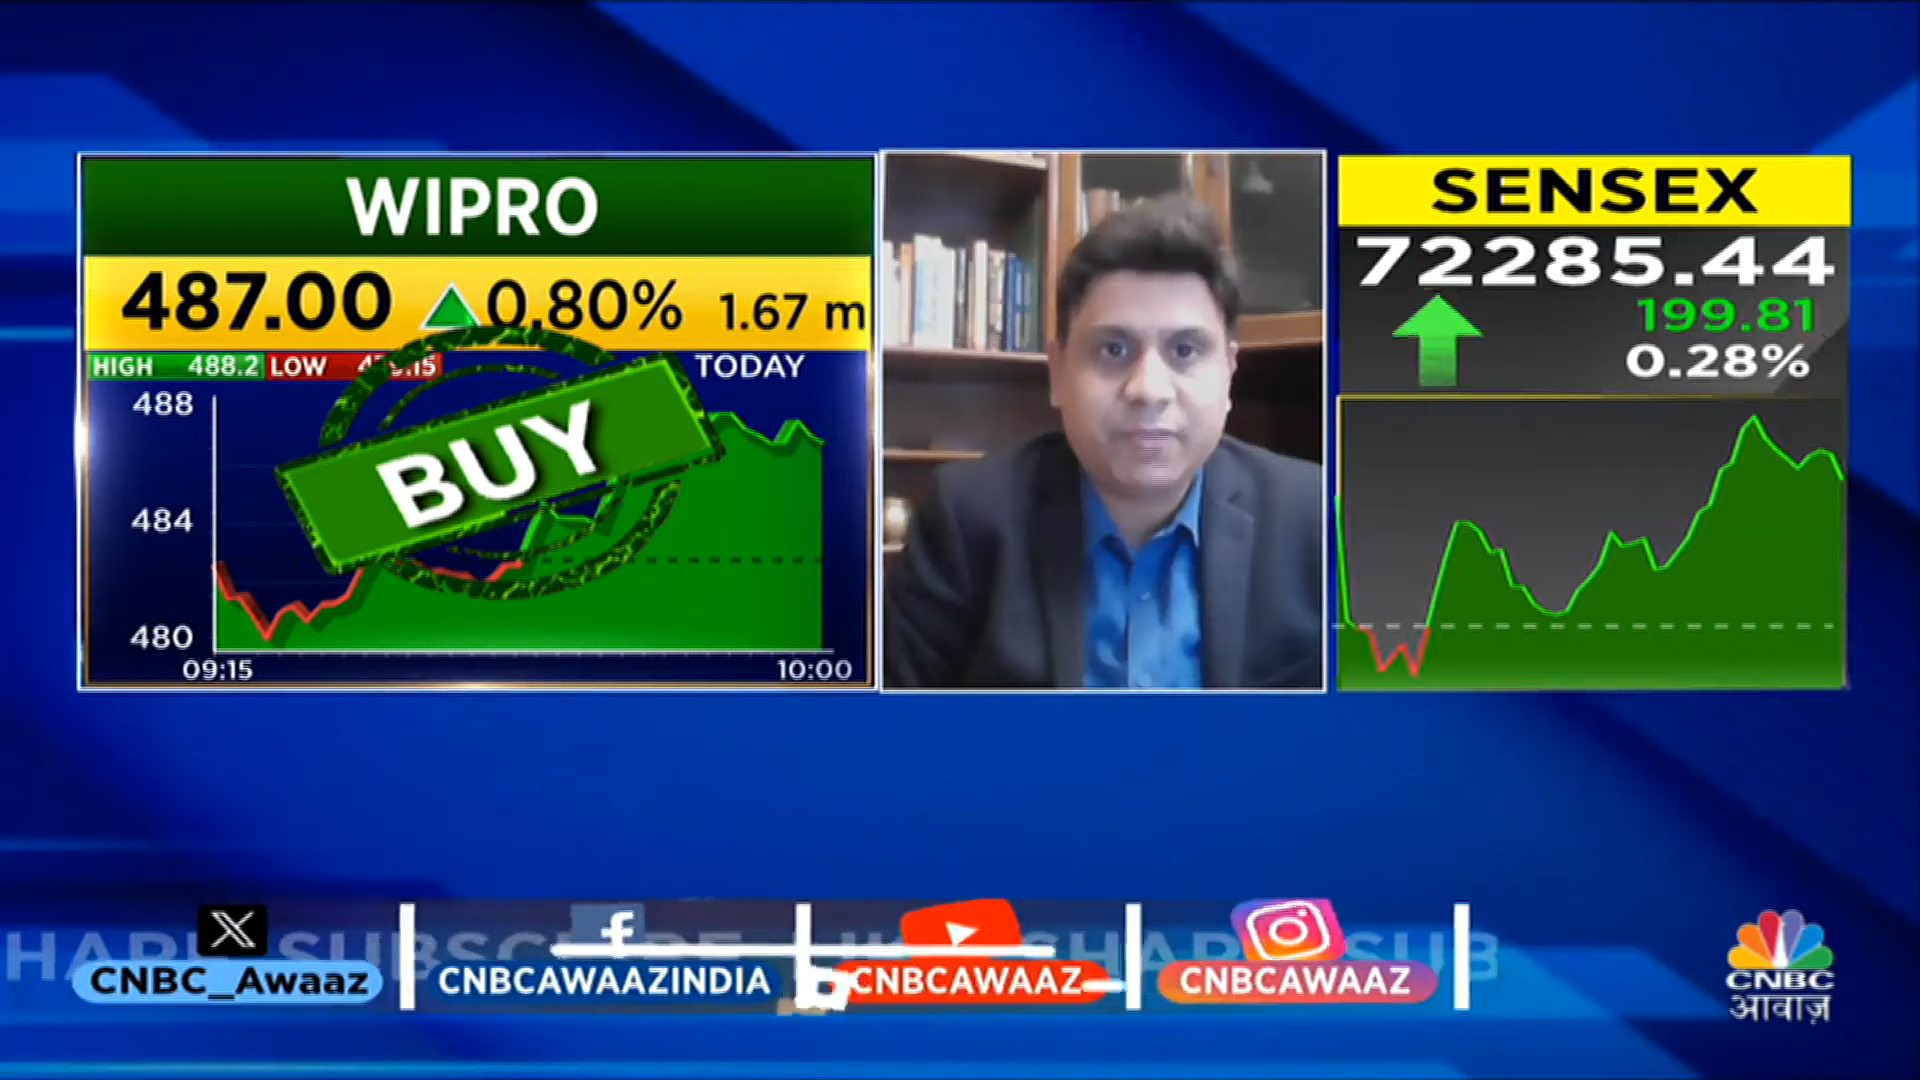 WIPRO
487.00 0.80% 1.67 m
HIGH 488.2 LOW
TODAY
488
484
480
09:15
10:00
BUY
SENSEX
72285.44
199.81
0.28%
CNBC_Awaaz
CNBCAWAAZINDIA
CNBCAWAAZ
CNBCAWAAZ
CNBC
आवाज़